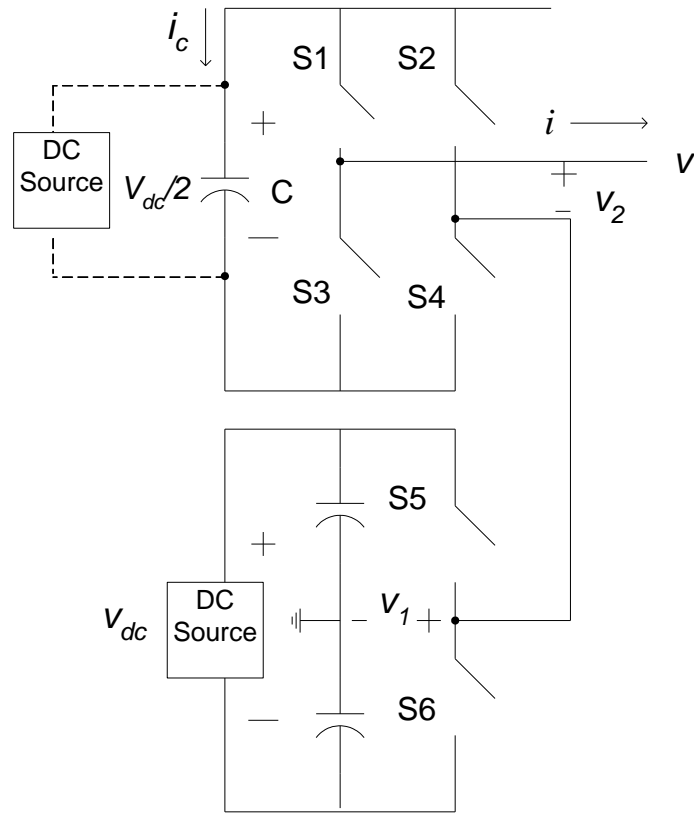 i_c
S1
S2
i
DC
Source
V_dc/2
C
v
+
+
−
v_2
−
S3
S4
S5
+
DC
Source
v_dc
− v_1 +
S6
−